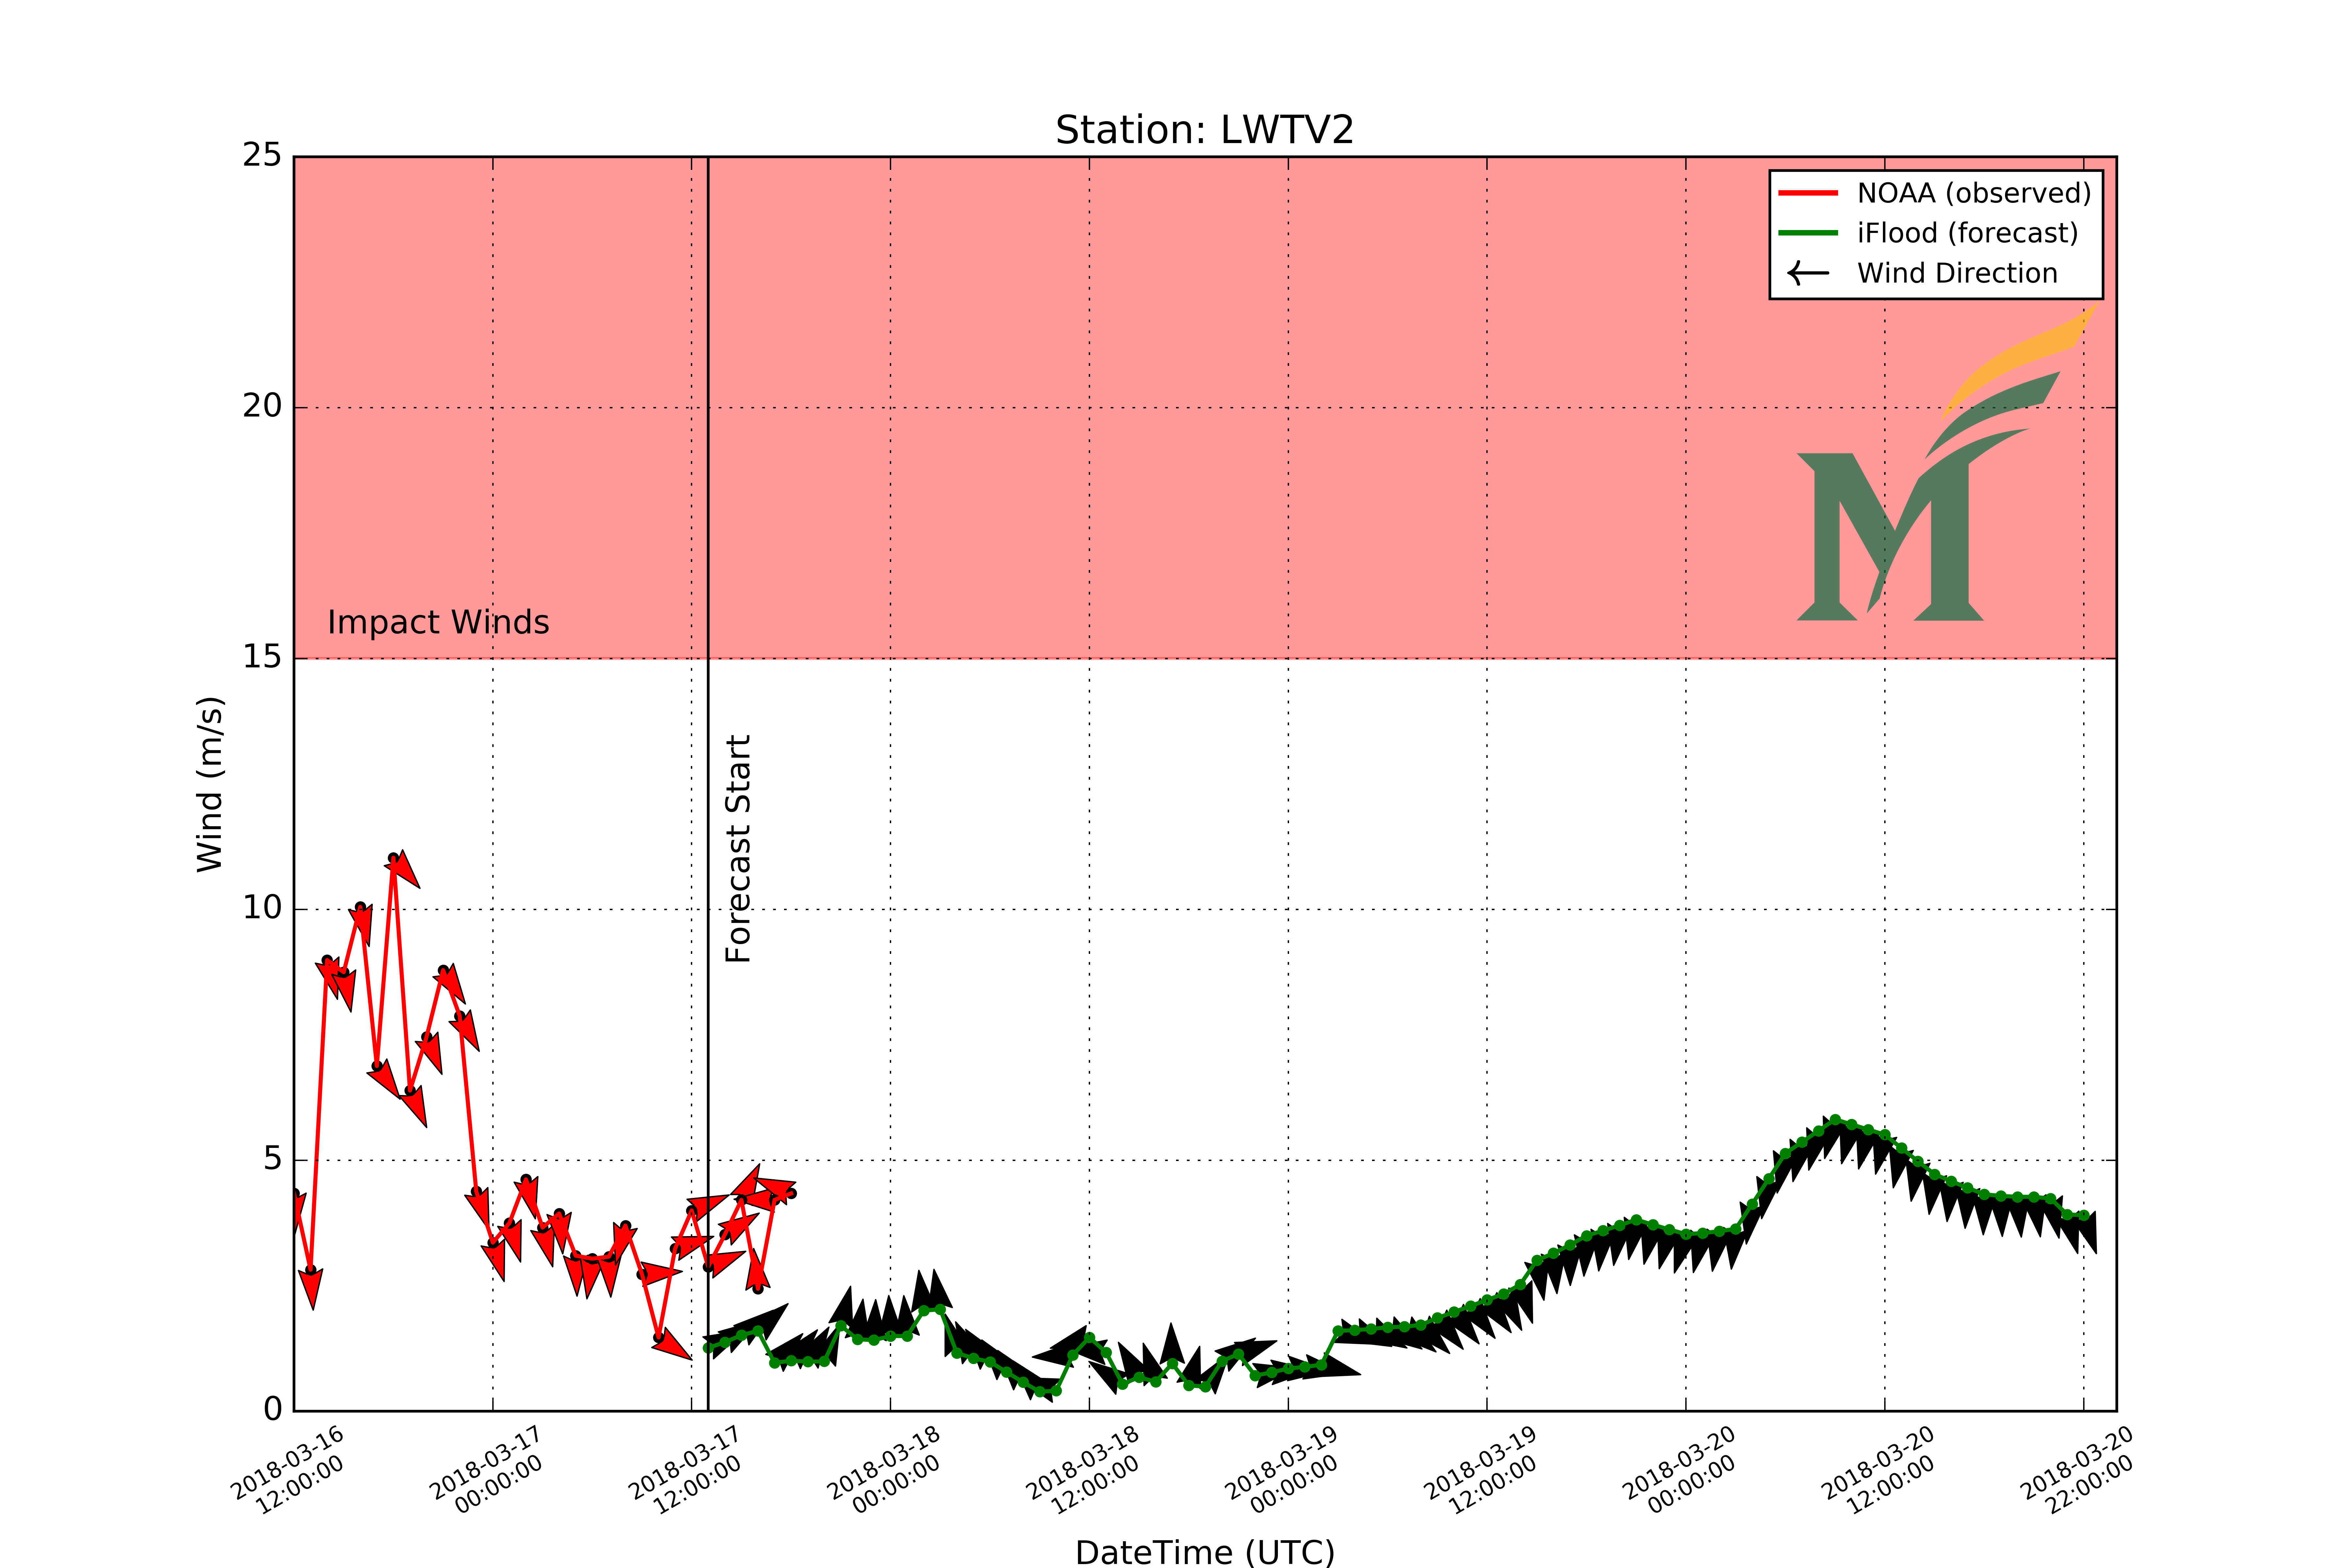 Station: LWTV2
25
20
15
10
5
0
Wind (m/s)
NOAA (observed)
iFlood (forecast)
Wind Direction
M
Impact Winds
Forecast Start
2018-03-16
12:00:00
2018-03-17
00:00:00
2018-03-17
12:00:00
2018-03-18
00:00:00
2018-03-18
12:00:00
2018-03-19
00:00:00
2018-03-19
12:00:00
2018-03-20
00:00:00
2018-03-20
12:00:00
2018-03-20
22:00:00
DateTime (UTC)